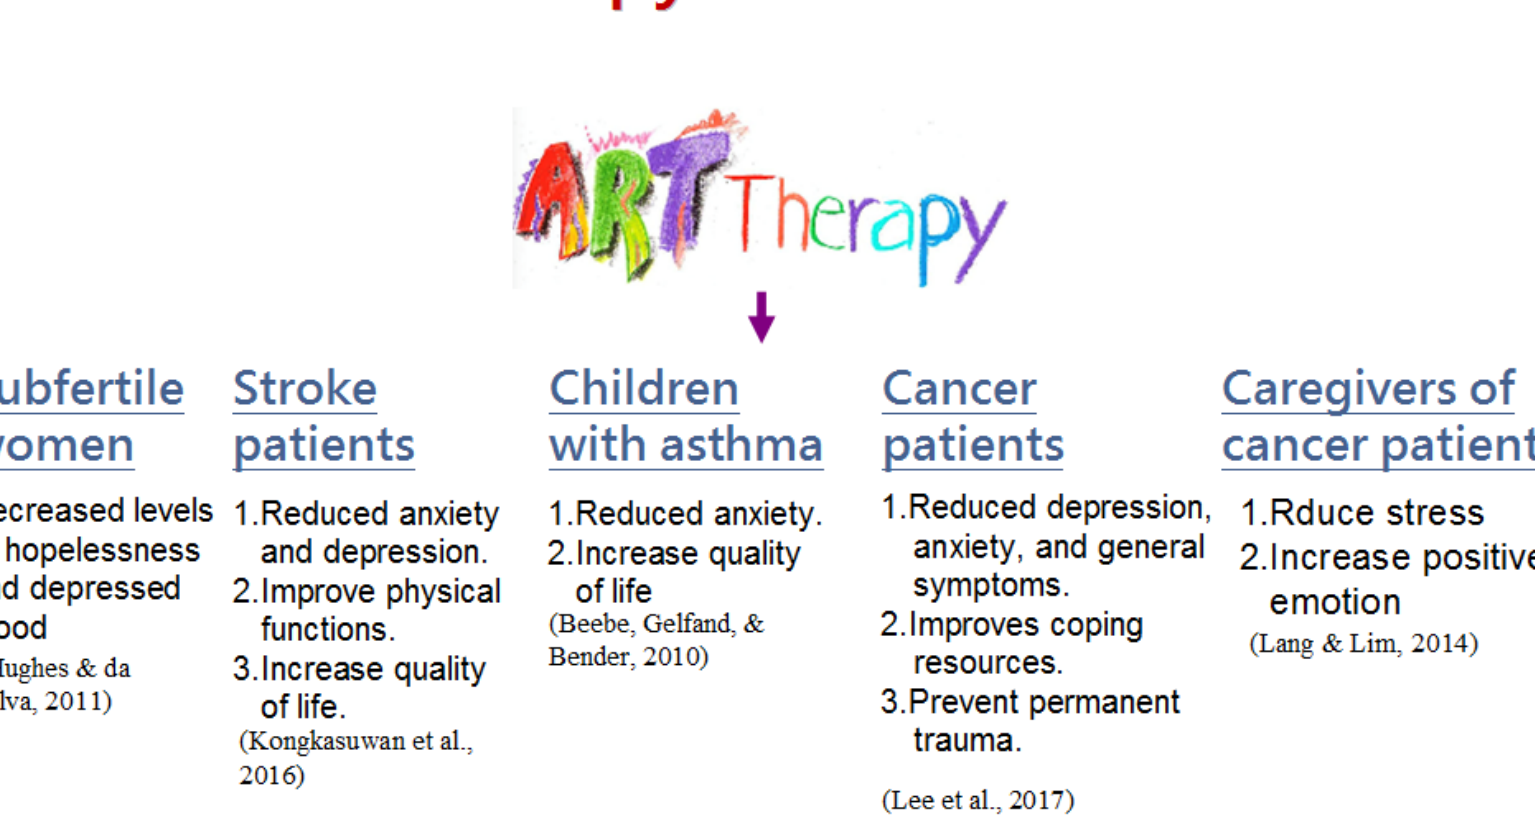 py
ART Therapy
ubfertile
omen
ecreased levels
hopelessness
d depressed
ood
ughes & da
lva, 2011)
Stroke
patients
1.Reduced anxiety
and depression.
2.Improve physical
functions.
3.Increase quality
of life.
(Kongkasuwan et al.,
2016)
Children
with asthma
1.Reduced anxiety.
2.Increase quality
of life
(Beebe, Gelfand, &
Bender, 2010)
Cancer
patients
1.Reduced depression,
anxiety, and general
symptoms.
2.Improves coping
resources.
3.Prevent permanent
trauma.
(Lee et al., 2017)
Caregivers of
cancer patient
1.Rduce stress
2.Increase positive
emotion
(Lang & Lim, 2014)